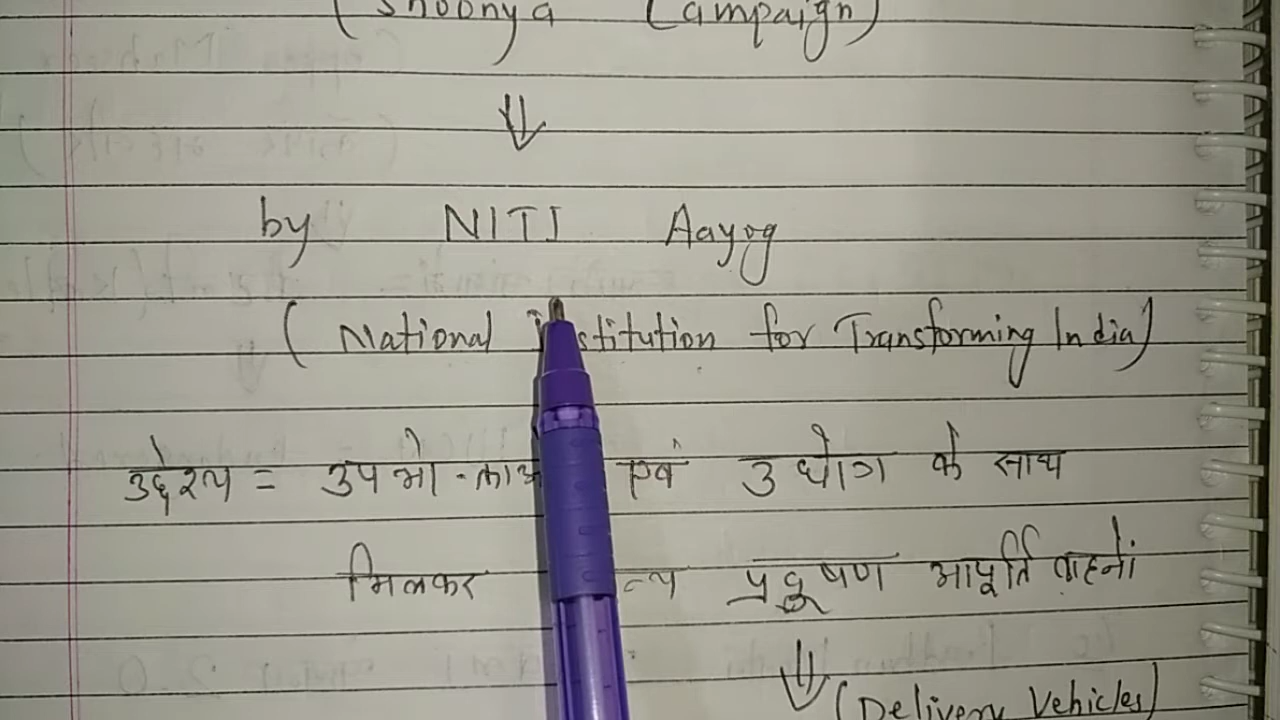 (Shoonya Campaign)
by NITI Aayog
(National Institution for Transforming India)
उद्देश्य = एवं उद्योग के साथ
मिलकर प्रदूषण आपूर्ति वाहनों
(Delivery Vehicles)